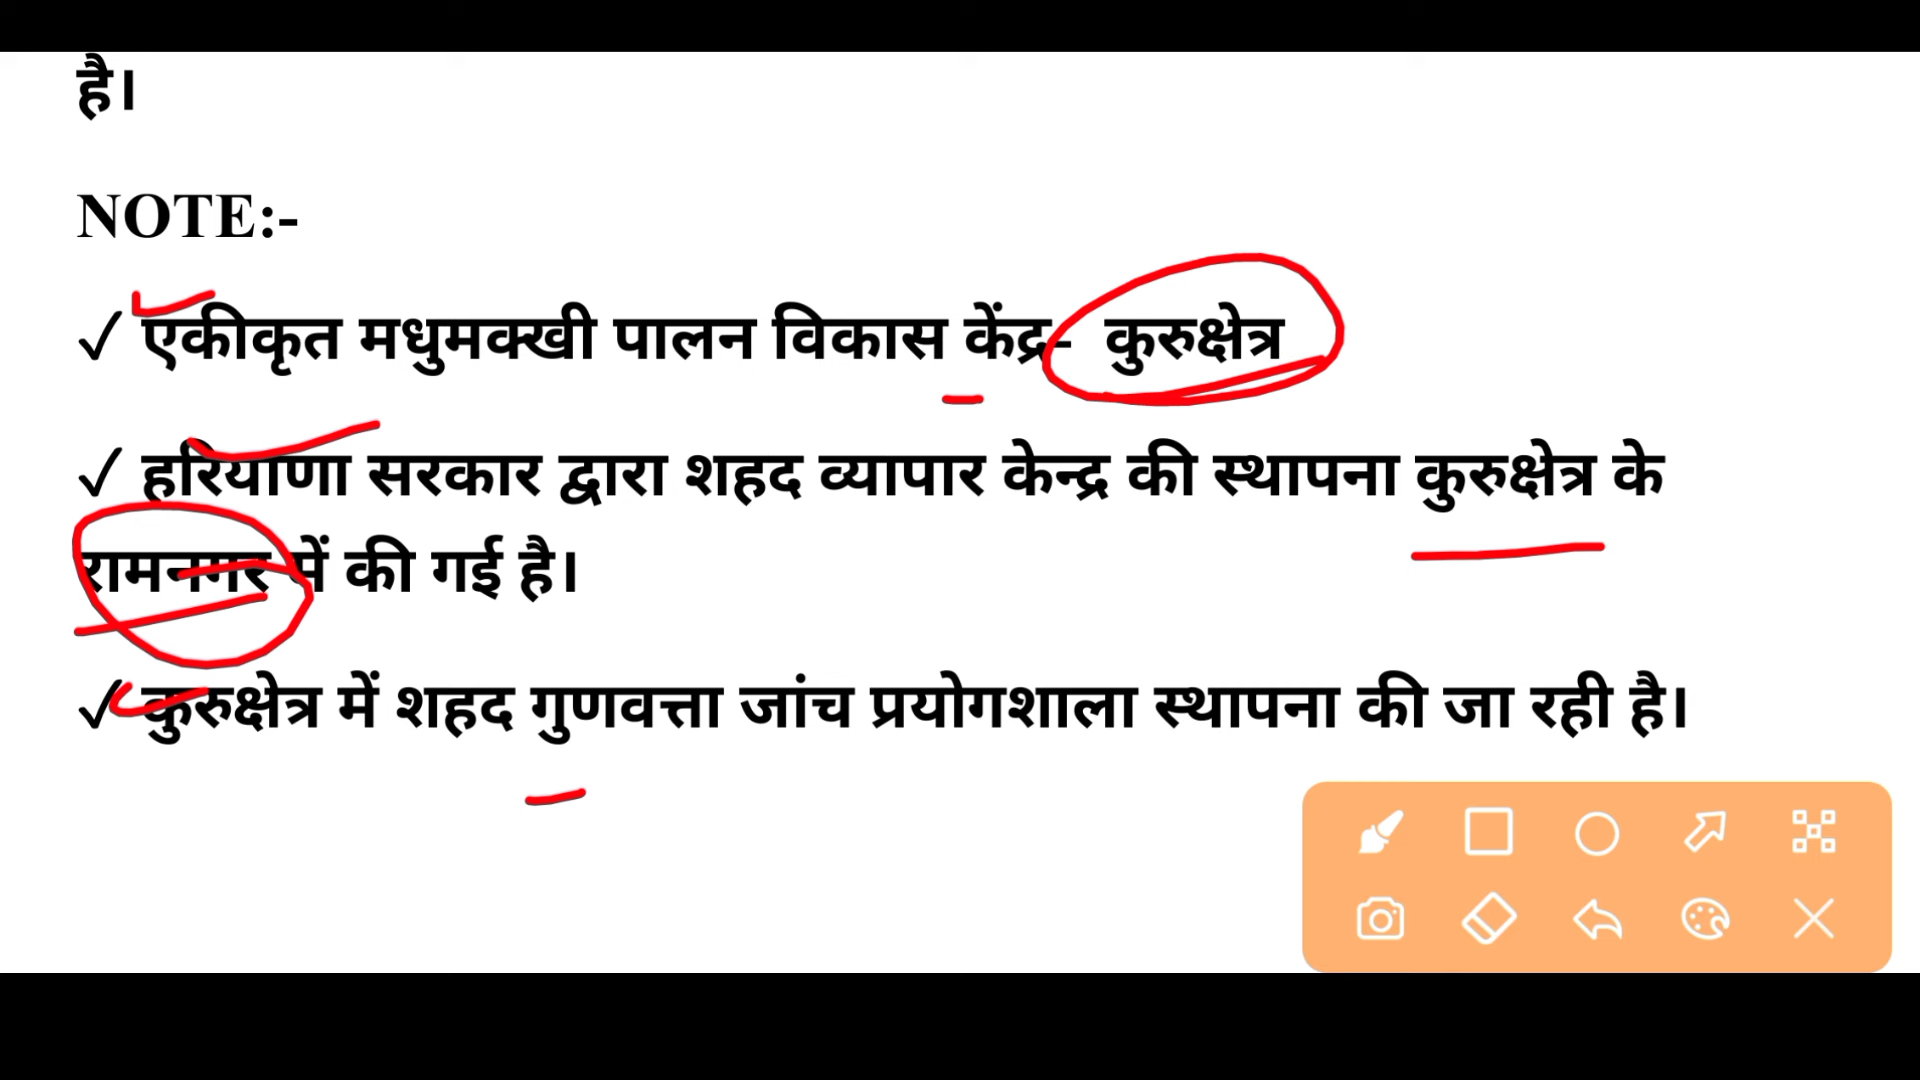 है।
NOTE:-
✓ एकीकृत मधुमक्खी पालन विकास केंद्र- कुरुक्षेत्र
✓ हरियाणा सरकार द्वारा शहद व्यापार केन्द्र की स्थापना कुरुक्षेत्र के
रामनगर में की गई है।
✓ कुरुक्षेत्र में शहद गुणवत्ता जांच प्रयोगशाला स्थापना की जा रही है।